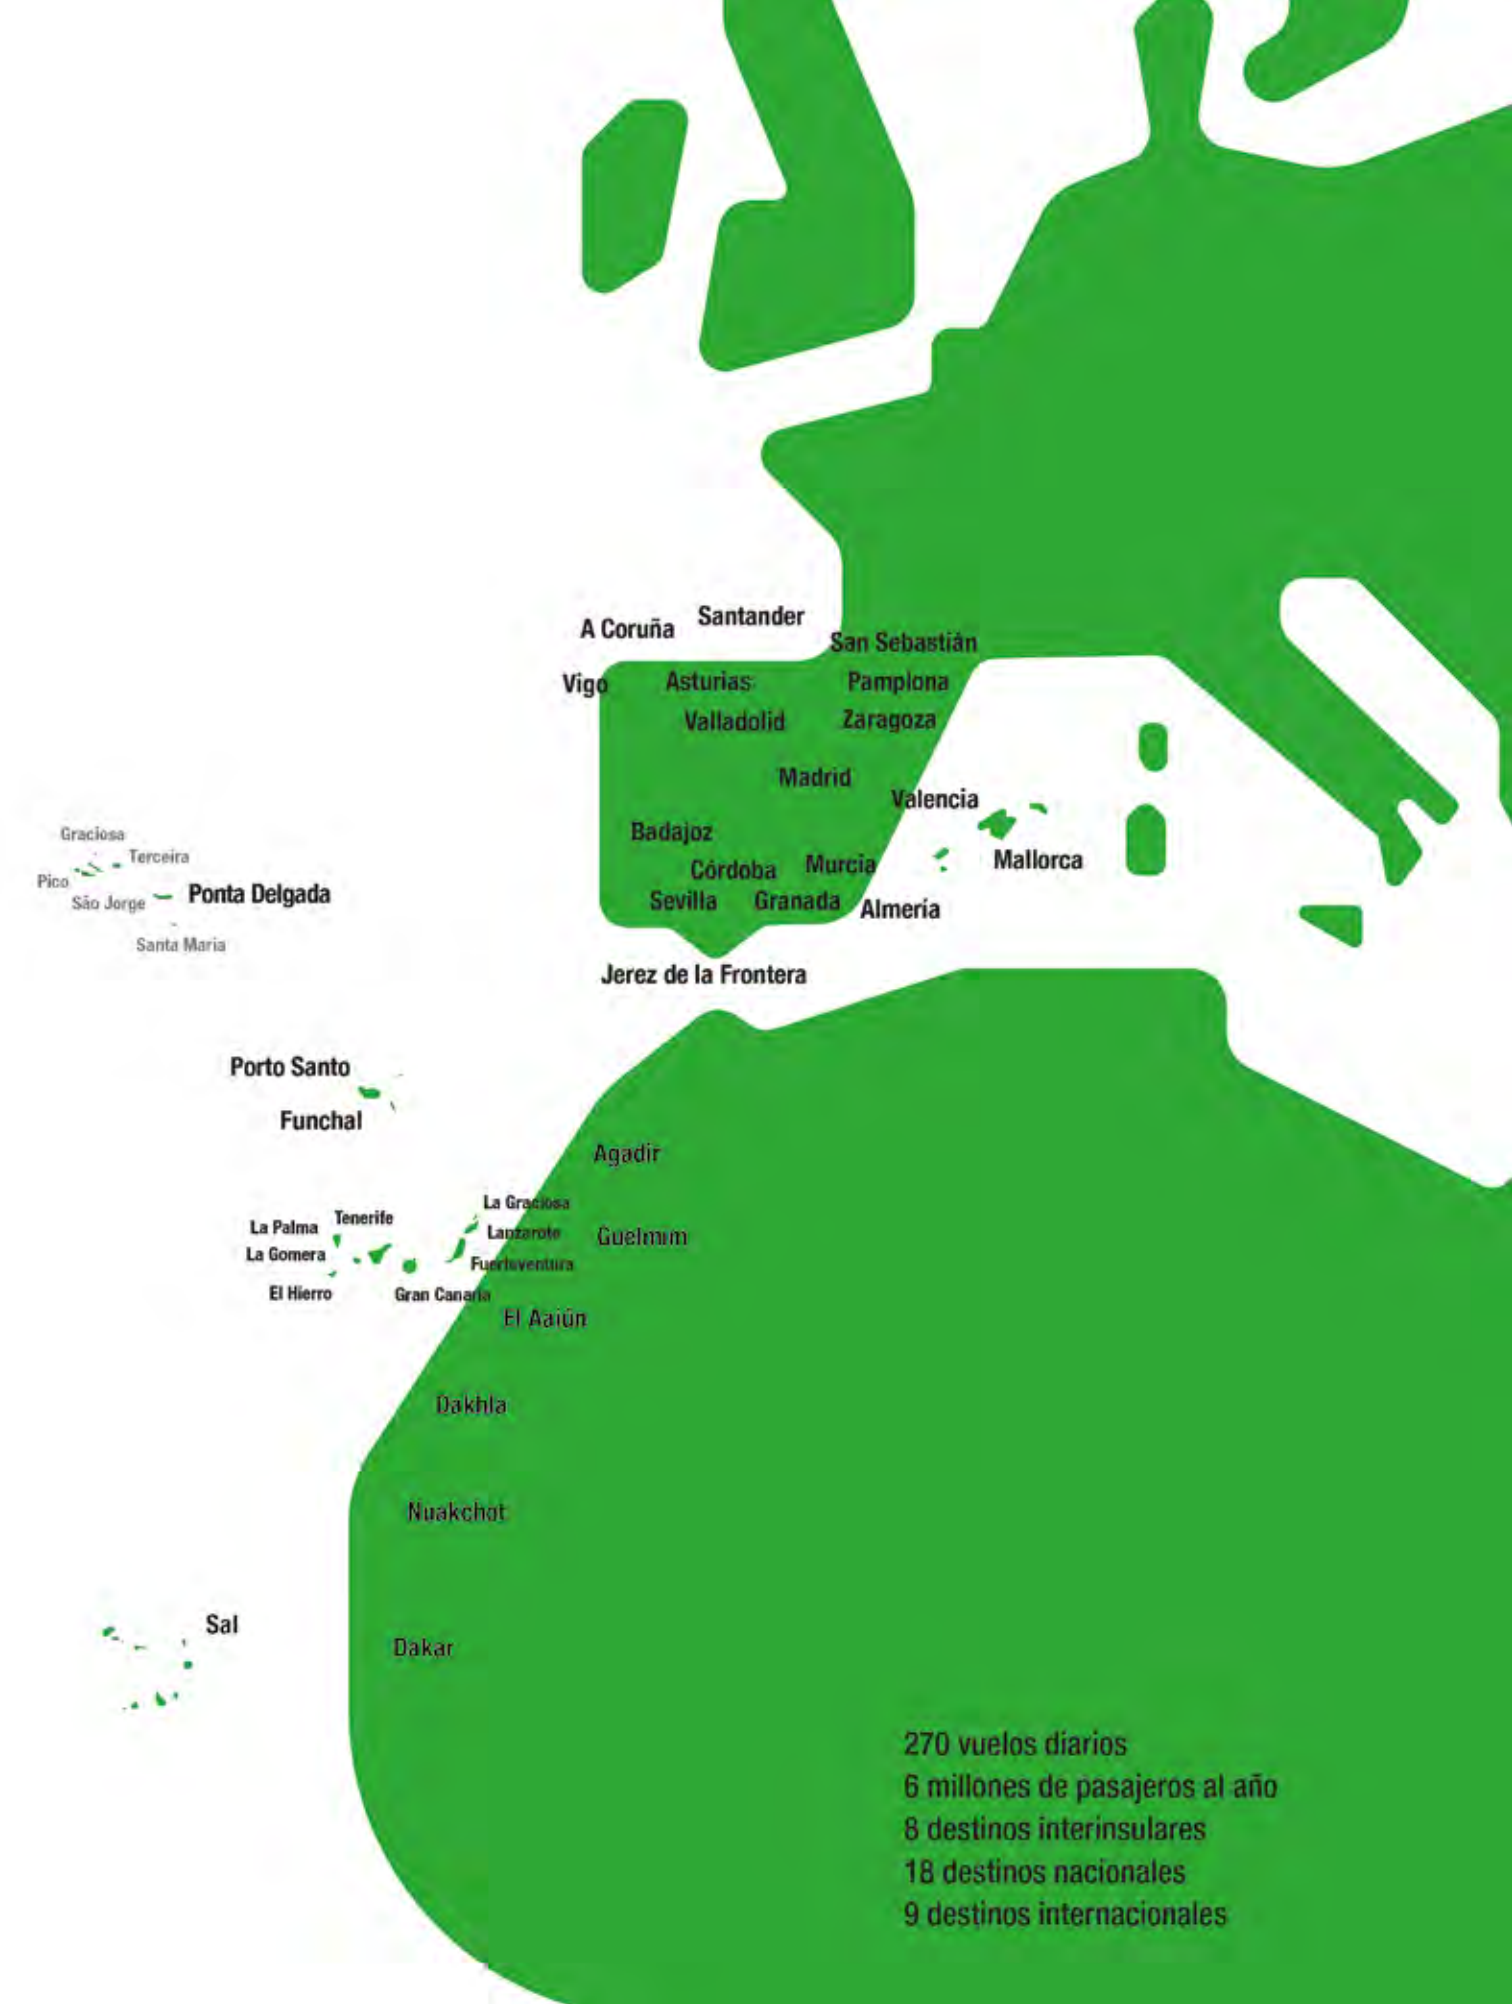 A Coruña
Santander
San Sebastián
Vigo
Asturias
Pamplona
Valladolid
Zaragoza
Madrid
Valencia
Badajoz
Mallorca
Córdoba
Murcia
Sevilla
Granada
Almería
Jerez de la Frontera
Graciosa
Terceira
Pico
São Jorge
Ponta Delgada
Santa Maria
Porto Santo
Funchal
Agadir
La Graciosa
La Palma
Tenerife
Lanzarote
Guelmim
La Gomera
Fuerteventura
El Hierro
Gran Canaria
El Aaiún
Dakhla
Nuakchot
Sal
Dakar
270 vuelos diarios
6 millones de pasajeros al año
8 destinos interinsulares
18 destinos nacionales
9 destinos internacionales